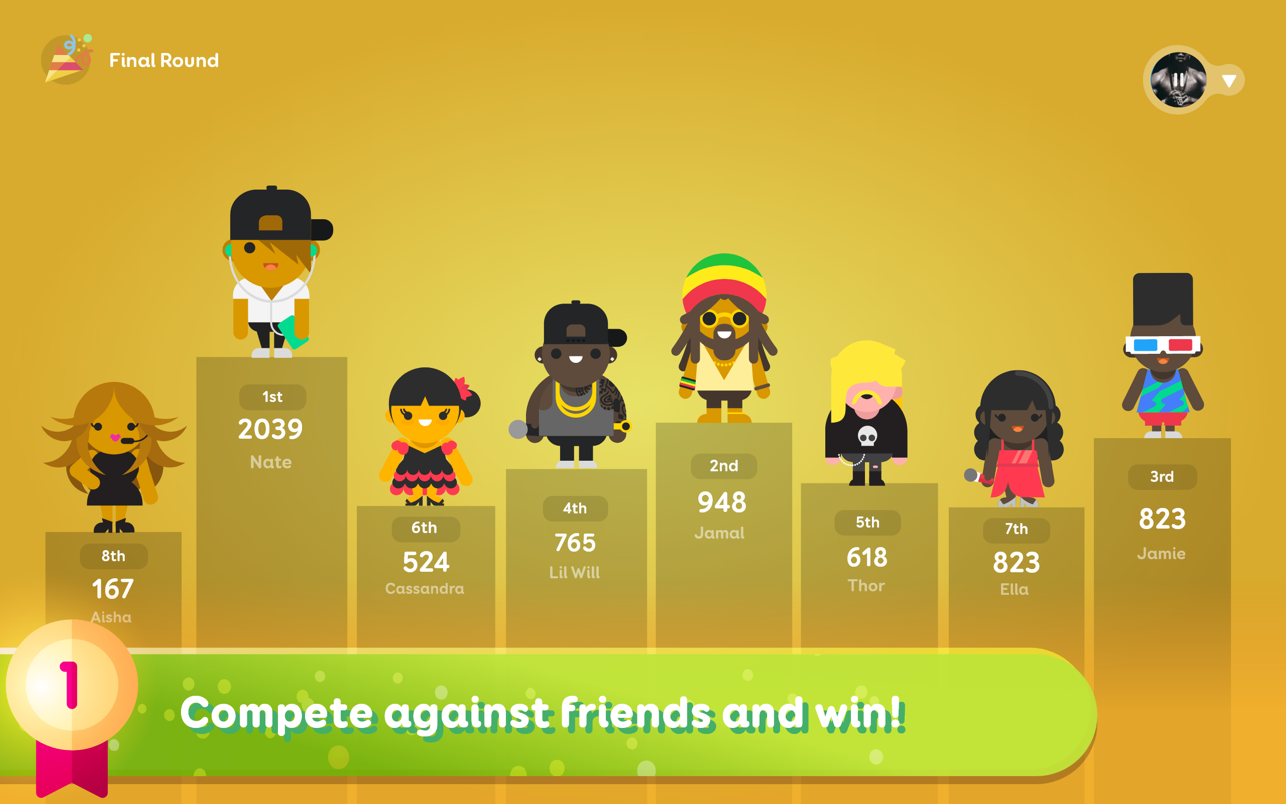 Final Round
8th
167
Aisha
1st
2039
Nate
6th
524
Cassandra
4th
765
Lil Will
2nd
948
Jamal
5th
618
Thor
7th
823
Ella
3rd
823
Jamie
1
Compete against friends and win!